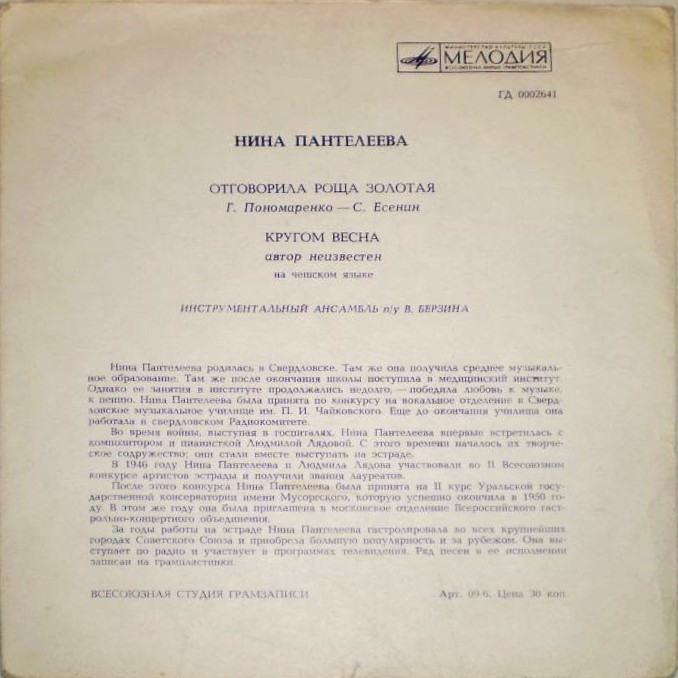 МИНИСТЕРСТВО КУЛЬТУРЫ СССР
МЕЛОДИЯ
ВСЕСОЮЗНАЯ ФИРМА ГРАМПЛАСТИНОК
ГД 0002641
НИНА ПАНТЕЛЕЕВА
ОТГОВОРИЛА РОЩА ЗОЛОТАЯ
Г. Пономаренко — С. Есенин
КРУГОМ ВЕСНА
автор неизвестен
на чешском языке
ИНСТРУМЕНТАЛЬНЫЙ АНСАМБЛЬ п/у В. БЕРЗИНА
Нина Пантелеева родилась в Свердловске. Там же она получила среднее музыкаль-
ное образование. Там же после окончания школы поступила в медицинский институт.
Однако ее занятия в институте продолжались недолго, — победила любовь к музыке,
к пению. Нина Пантелеева была принята по конкурсу на вокальное отделение в Сверд-
ловское музыкальное училище им. П. И. Чайковского. Еще до окончания училища она
работала в свердловском Радиокомитете.
Во время войны, выступая в госпиталях, Нина Пантелеева впервые встретилась с
композитором и пианисткой Людмилой Лядовой. С этого времени началось их творче-
ское содружество; они стали вместе выступать на эстраде.
В 1946 году Нина Пантелеева и Людмила Лядова участвовали во II Всесоюзном
конкурсе артистов эстрады и получили звания лауреатов.
После этого конкурса Нина Пантелеева была принята на II курс Уральской госу-
дарственной консерватории имени Мусоргского, которую успешно окончила в 1950 го-
ду. В этом же году она была приглашена в московское отделение Всероссийского гаст-
рольно-концертного объединения.
За годы работы на эстраде Нина Пантелеева гастролировала во всех крупнейших
городах Советского Союза и приобрела большую популярность и за рубежом. Она вы-
ступает по радио и участвует в программах телевидения. Ряд песен в ее исполнении
записан на грампластинки.
ВСЕСОЮЗНАЯ СТУДИЯ ГРАМЗАПИСИ
Арт. 09-6. Цена 30 коп.